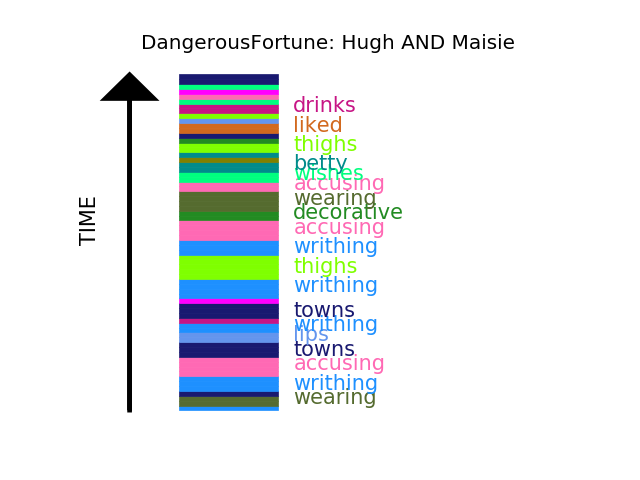 DangerousFortune: Hugh AND Maisie
drinks
liked
thighs
betty
wishes
accusing
wearing
decorative
accusing
writhing
thighs
writhing
towns
writhing
lips
towns
accusing
writhing
wearing
TIME